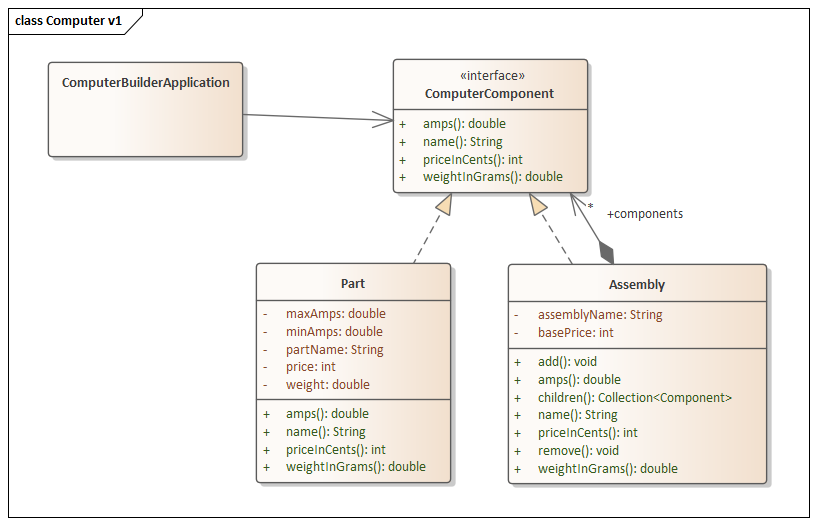 class Computer v1
ComputerBuilderApplication
«interface»
ComputerComponent
+ amps(): double
+ name(): String
+ priceInCents(): int
+ weightInGrams(): double
*
+components
Part
- maxAmps: double
- minAmps: double
- partName: String
- price: int
- weight: double
+ amps(): double
+ name(): String
+ priceInCents(): int
+ weightInGrams(): double
Assembly
- assemblyName: String
- basePrice: int
+ add(): void
+ amps(): double
+ children(): Collection<Component>
+ name(): String
+ priceInCents(): int
+ remove(): void
+ weightInGrams(): double